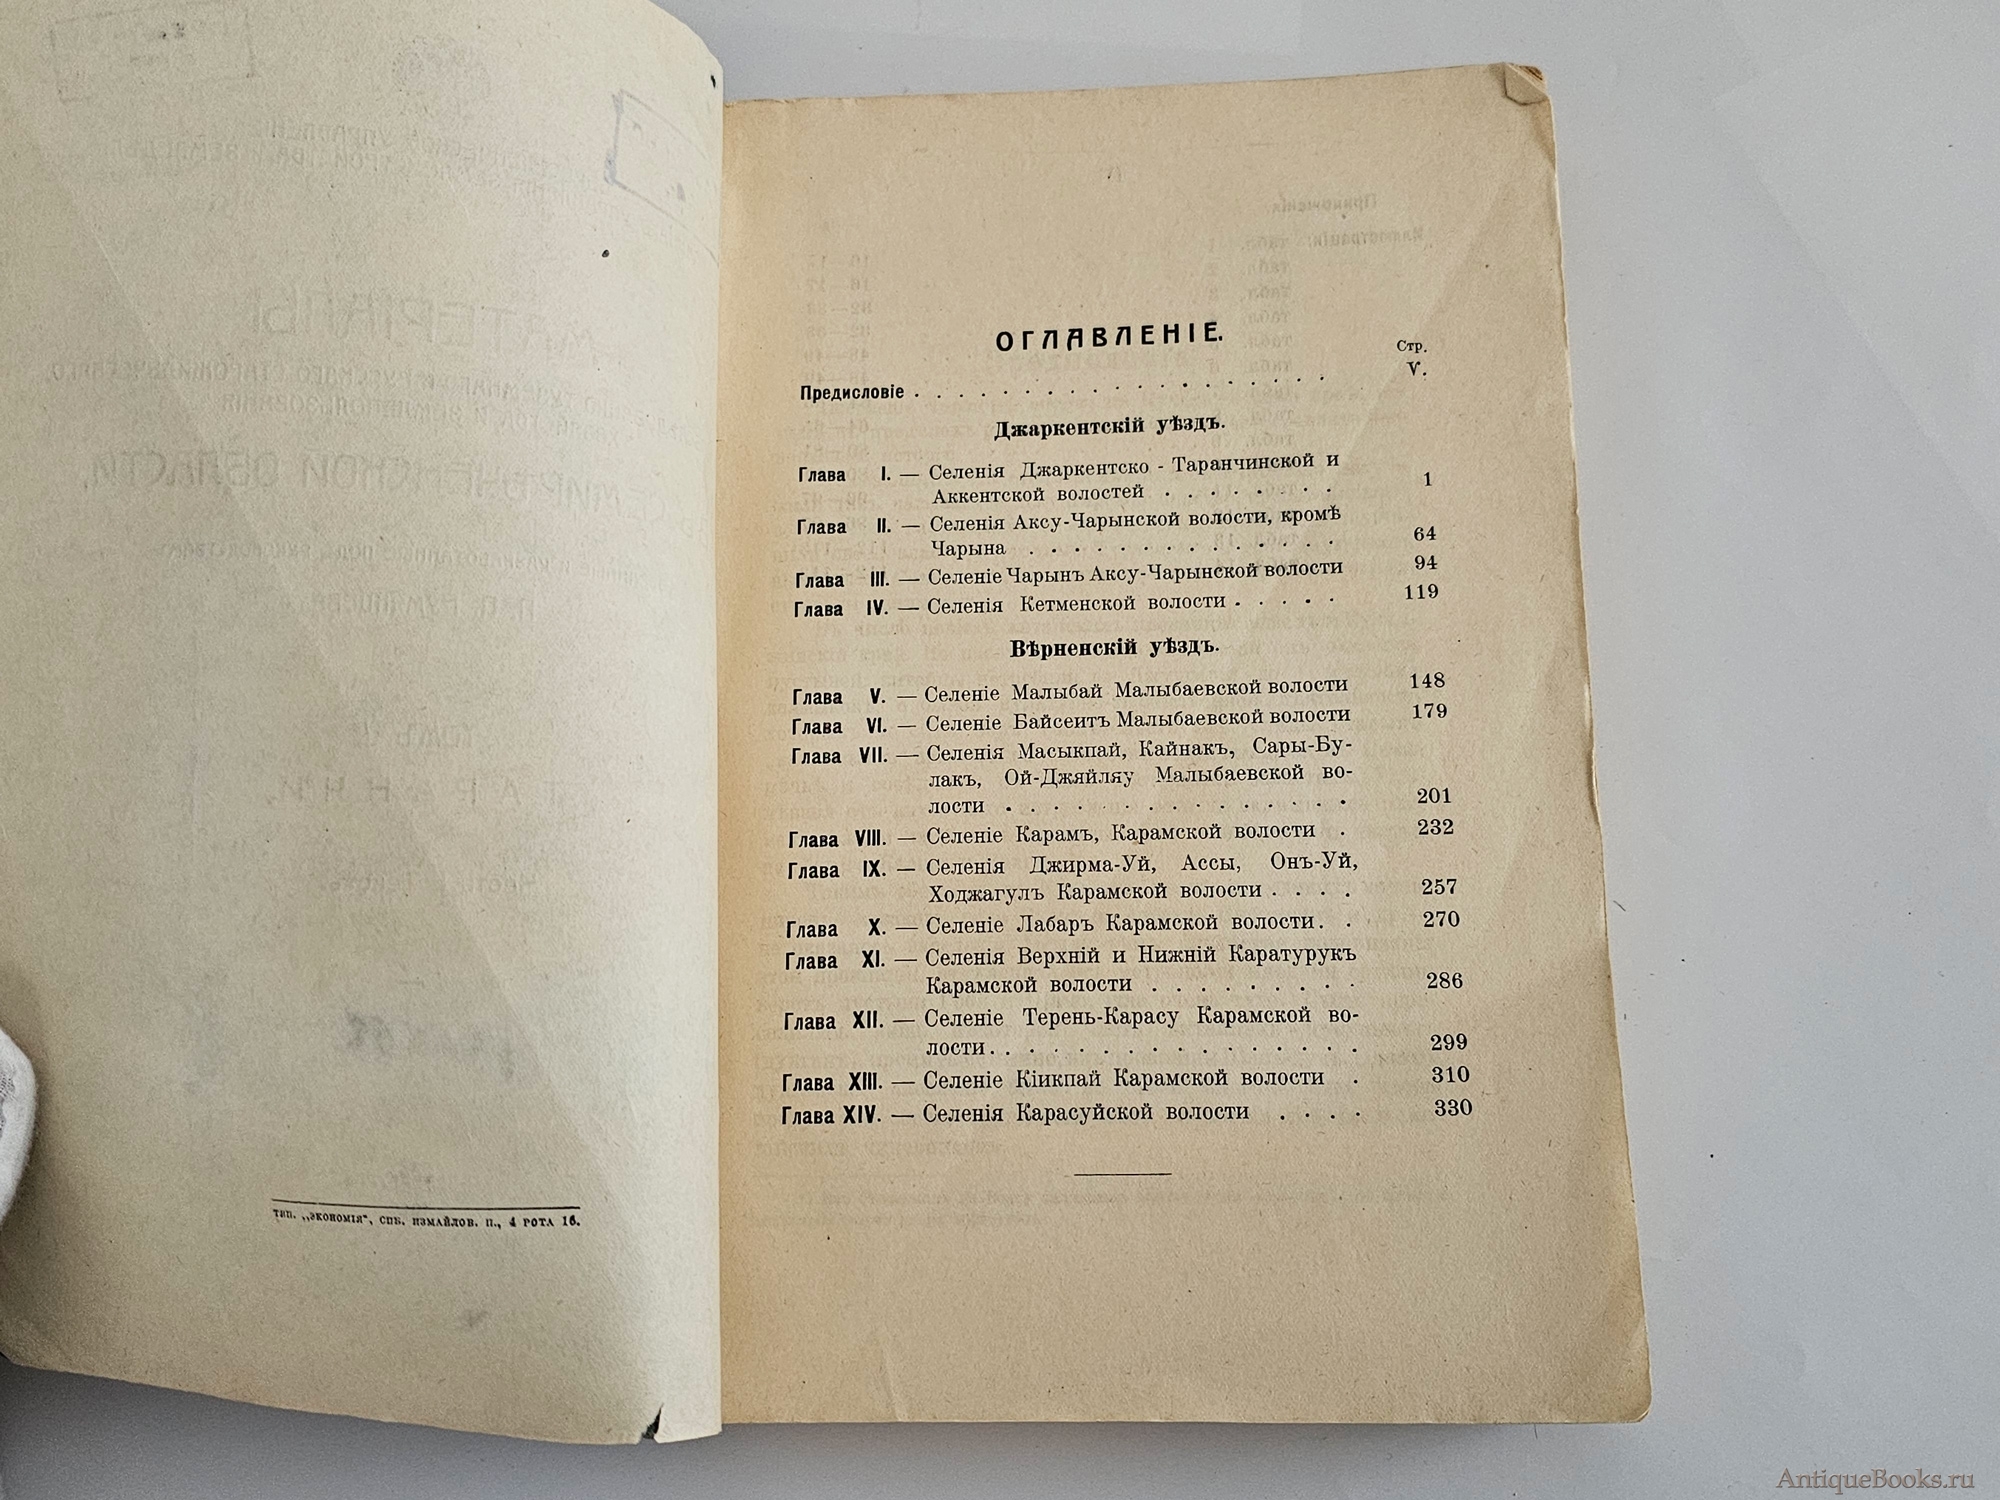 тип. „экономія“, спб. измайлов. п., 4 рота 16.
ОГЛАВЛЕНІЕ.
Стр.
Предисловіе . . . . . . . . . . . . . . . . . V.
Джаркентскій уѣздъ.
Глава I. — Селенія Джаркентско - Таранчинской и
Аккентской волостей . . . . . . . . 1
Глава II. — Селенія Аксу-Чарынской волости, кромѣ
Чарына . . . . . . . . . . . . . 64
Глава III. — Селеніе Чарынъ Аксу-Чарынской волости 94
Глава IV. — Селенія Кетменской волости . . . . . 119
Вѣрненскій уѣздъ.
Глава V. — Селеніе Малыбай Малыбаевской волости 148
Глава VI. — Селеніе Байсеитъ Малыбаевской волости 179
Глава VII. — Селенія Масыкпай, Кайнакъ, Сары-Бу-
лакъ, Ой-Джяйляу Малыбаевской во-
лости . . . . . . . . . . . . . . 201
Глава VIII. — Селеніе Карамъ, Карамской волости . 232
Глава IX. — Селенія Джирма-Уй, Ассы, Онъ-Уй,
Ходжагулъ Карамской волости . . . . 257
Глава X. — Селеніе Лабаръ Карамской волости. . 270
Глава XI. — Селенія Верхній и Нижній Каратурукъ
Карамской волости . . . . . . . . . 286
Глава XII. — Селеніе Терень-Карасу Карамской во-
лости. . . . . . . . . . . . . . . 299
Глава XIII. — Селеніе Кіикпай Карамской волости . 310
Глава XIV. — Селенія Карасуйской волости . . . . 330
AntiqueBooks.ru